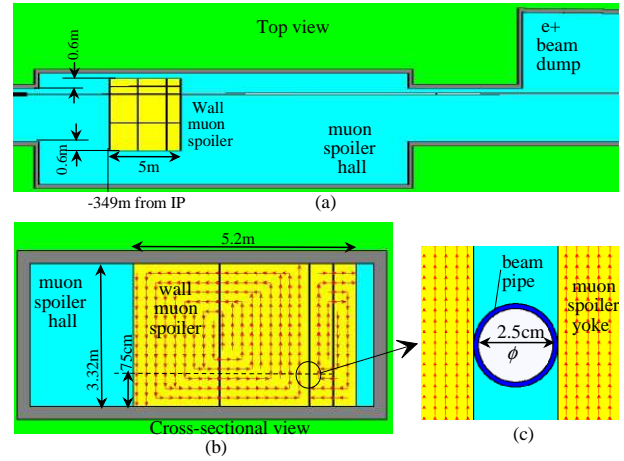 Top view
e+
beam
dump
0.6m
Wall
muon
spoiler
muon
spoiler
hall
0.6m
5m
-349m from IP
(a)
5.2m
muon
spoiler
hall
wall
muon
spoiler
3.32m
75cm
Cross-sectional view
(b)
beam
pipe
muon
spoiler
yoke
2.5cm
ϕ
(c)